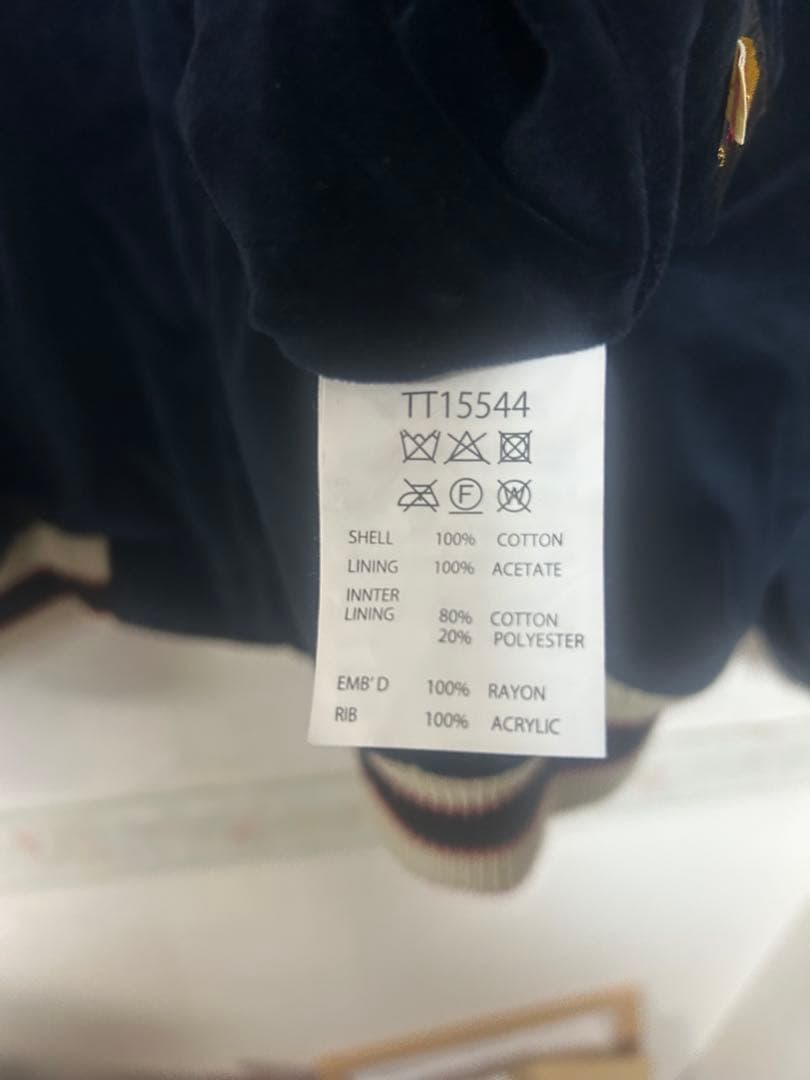 TT15544
F W
SHELL 100% COTTON
LINING 100% ACETATE
INNTER
LINING 80% COTTON
20% POLYESTER
EMB'D 100% RAYON
RIB 100% ACRYLIC